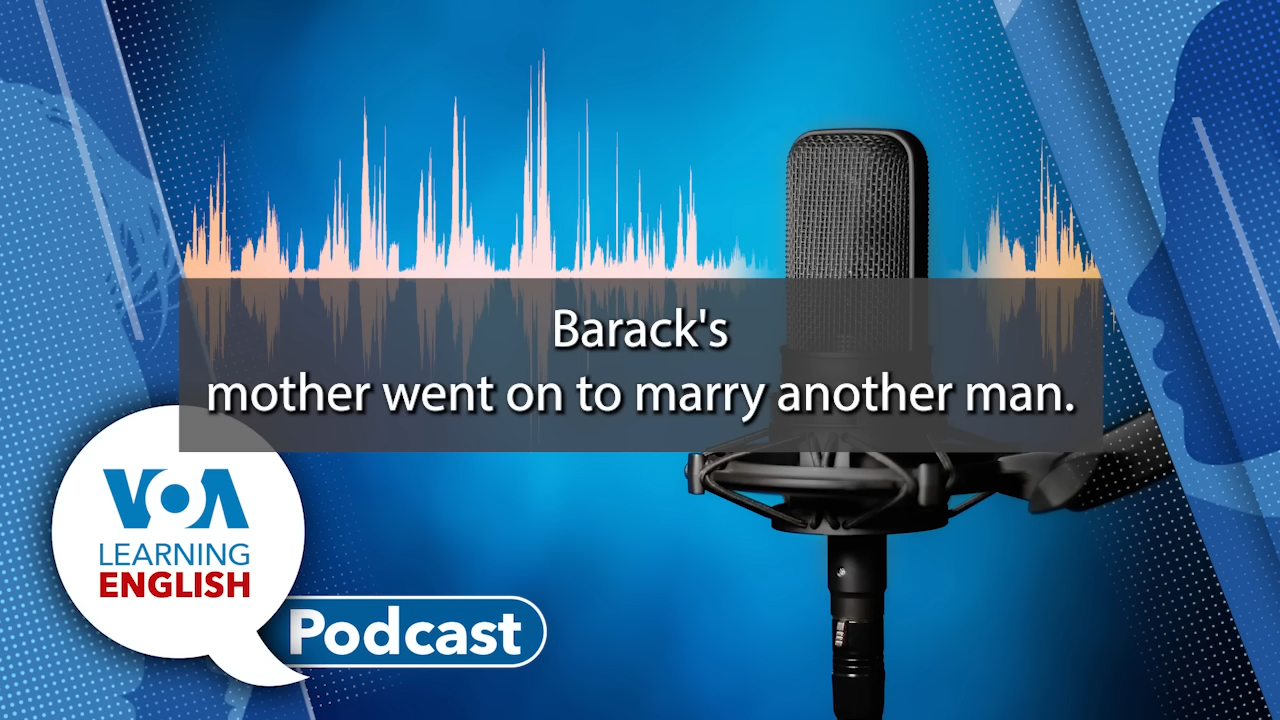 Barack's
mother went on to marry another man.
VOA
LEARNING
ENGLISH
Podcast